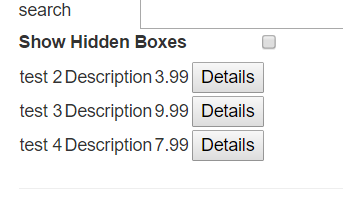 search
Show Hidden Boxes
test 2 Description 3.99 Details
test 3 Description 9.99 Details
test 4 Description 7.99 Details